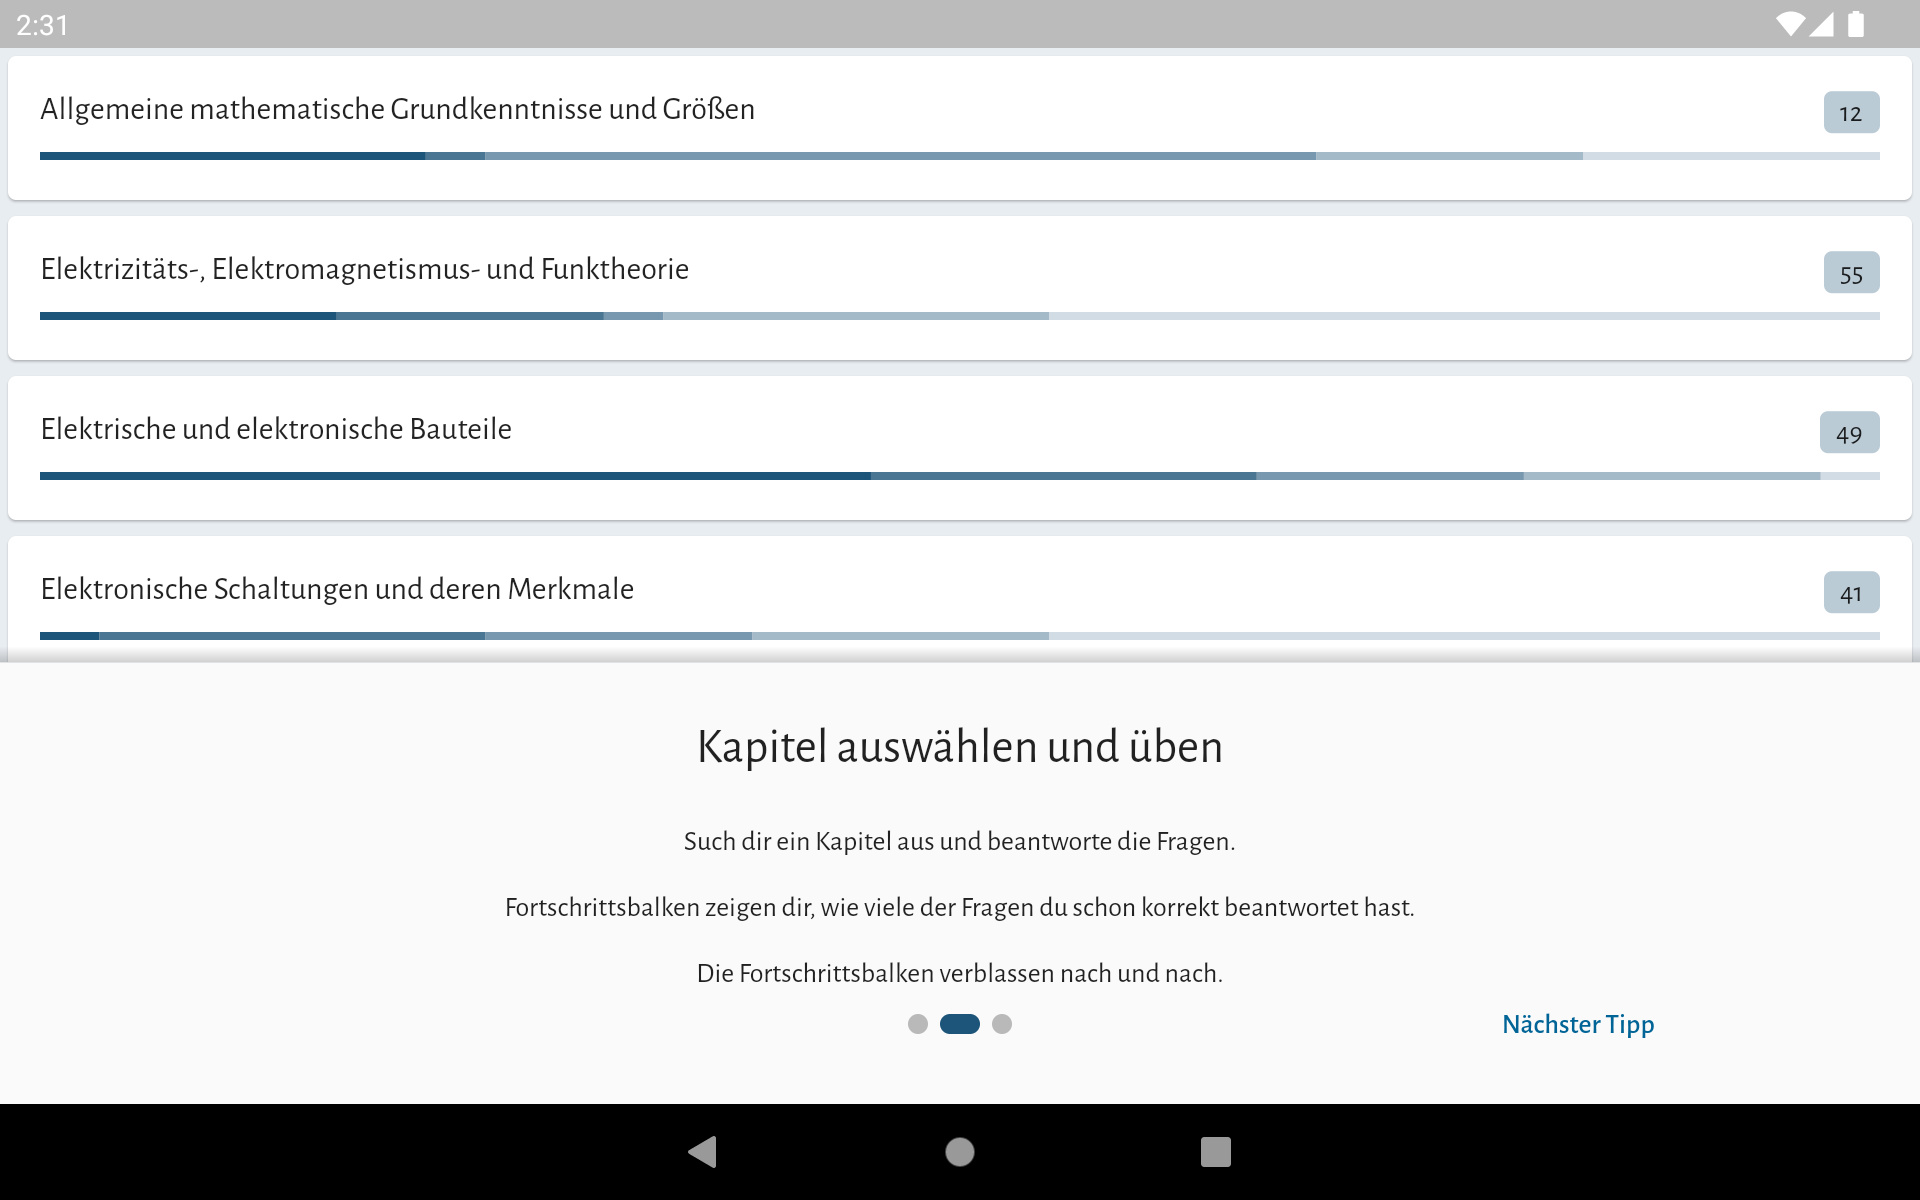 2:31
Allgemeine mathematische Grundkenntnisse und Größen
12
Elektrizitäts-, Elektromagnetismus- und Funktheorie
55
Elektrische und elektronische Bauteile
49
Elektronische Schaltungen und deren Merkmale
41
Kapitel auswählen und üben
Such dir ein Kapitel aus und beantworte die Fragen.
Fortschrittsbalken zeigen dir, wie viele der Fragen du schon korrekt beantwortet hast.
Die Fortschrittsbalken verblassen nach und nach.
Nächster Tipp